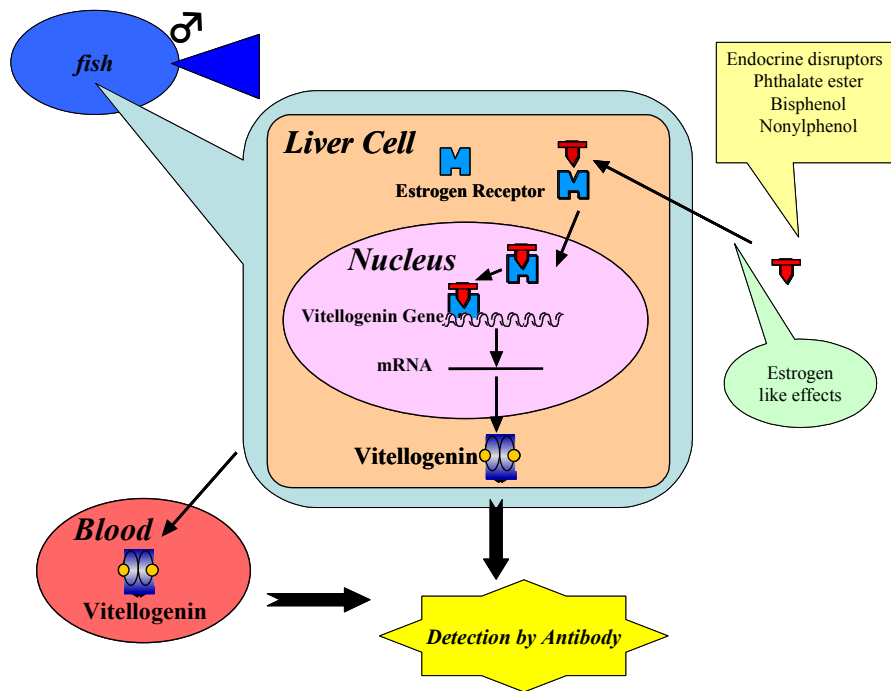 fish
♂
Endocrine disruptors
Phthalate ester
Bisphenol
Nonylphenol
Liver Cell
Estrogen Receptor
Nucleus
Vitellogenin Gene
mRNA
Estrogen
like effects
Vitellogenin
Blood
Vitellogenin
Detection by Antibody